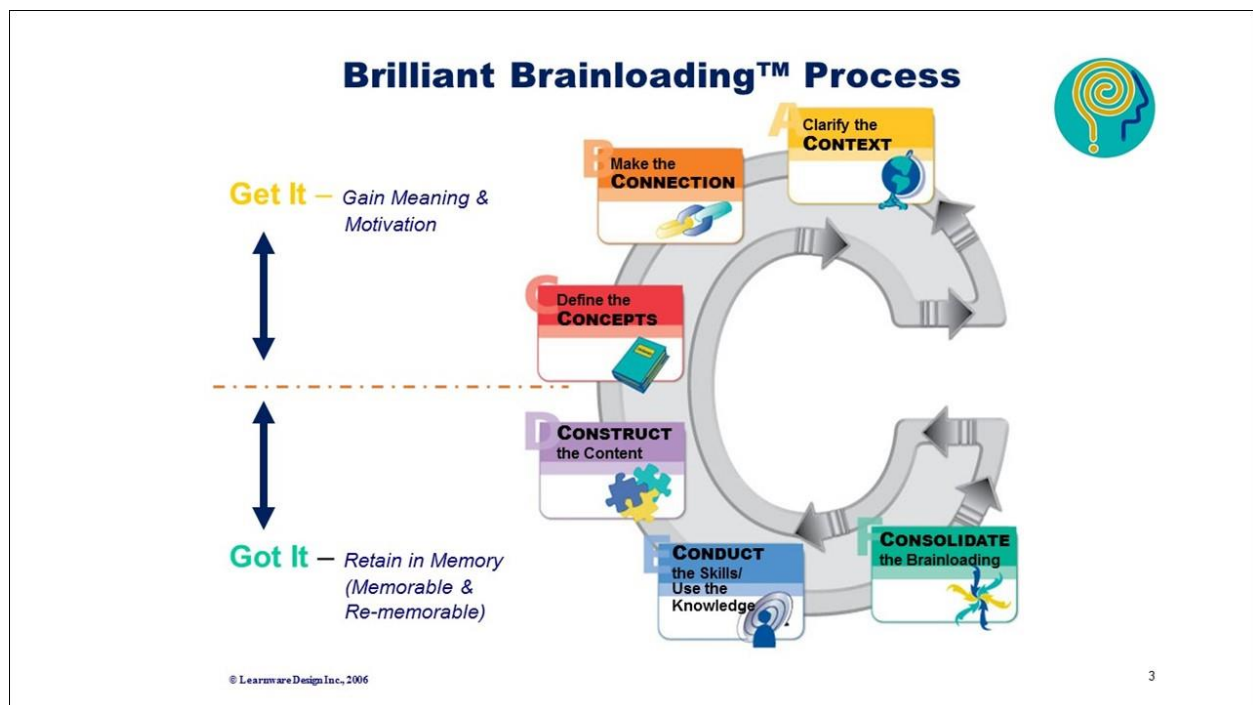 Brilliant Brainloading™ Process
A
Clarify the
CONTEXT
B
Make the
CONNECTION
Get It – Gain Meaning &
Motivation
C
Define the
CONCEPTS
D
CONSTRUCT
the Content
Got It – Retain in Memory
(Memorable &
Re-memorable)
E
CONDUCT
the Skills/
Use the
Knowledge
F
CONSOLIDATE
the Brainloading
© Learnware Design Inc., 2006
3